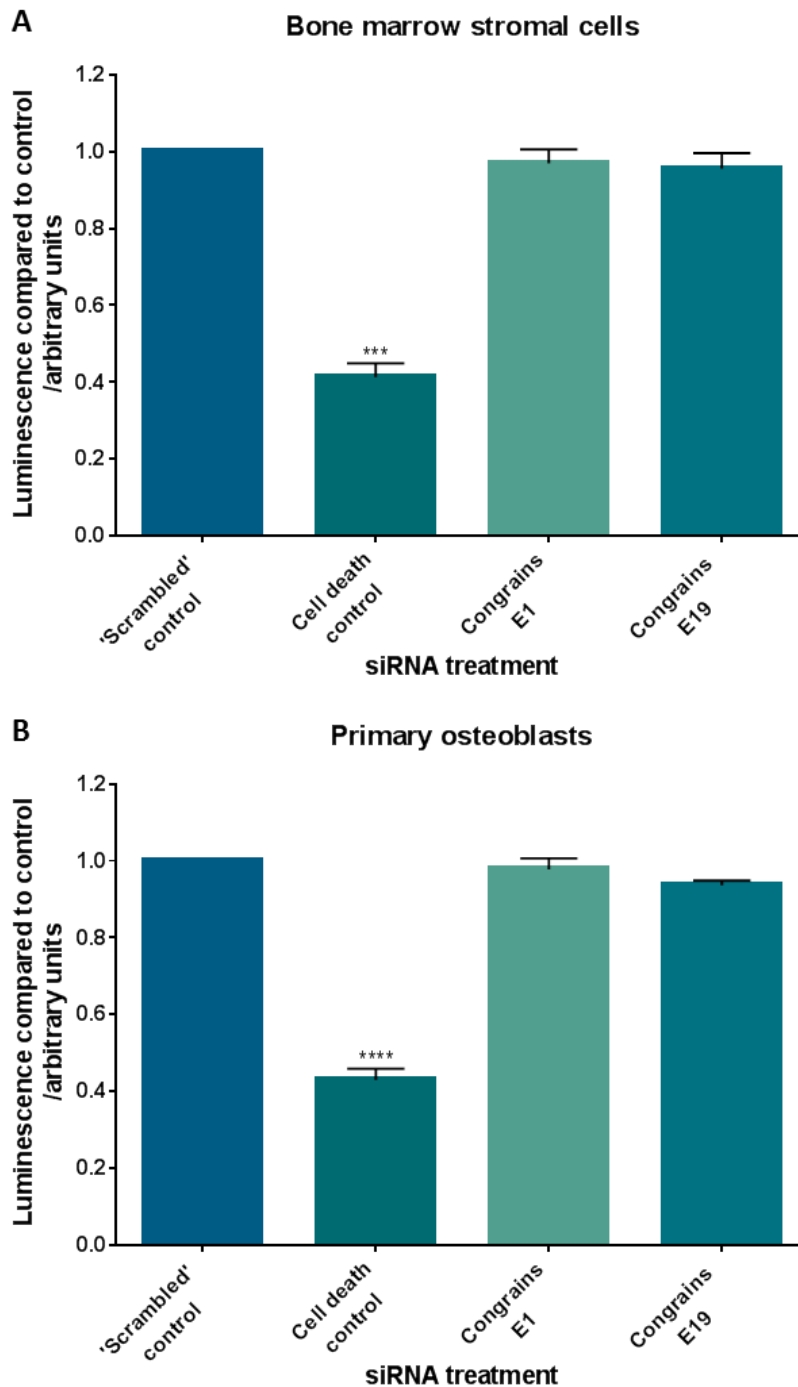 A
Bone marrow stromal cells
Luminescence compared to control
/arbitrary units
1.2
1.0
0.8
0.6
0.4
0.2
0.0
***
'Scrambled'
control
Cell death
control
Congrains
E1
Congrains
E19
siRNA treatment
B
Primary osteoblasts
Luminescence compared to control
/arbitrary units
1.2
1.0
0.8
0.6
0.4
0.2
0.0
****
'Scrambled'
control
Cell death
control
Congrains
E1
Congrains
E19
siRNA treatment